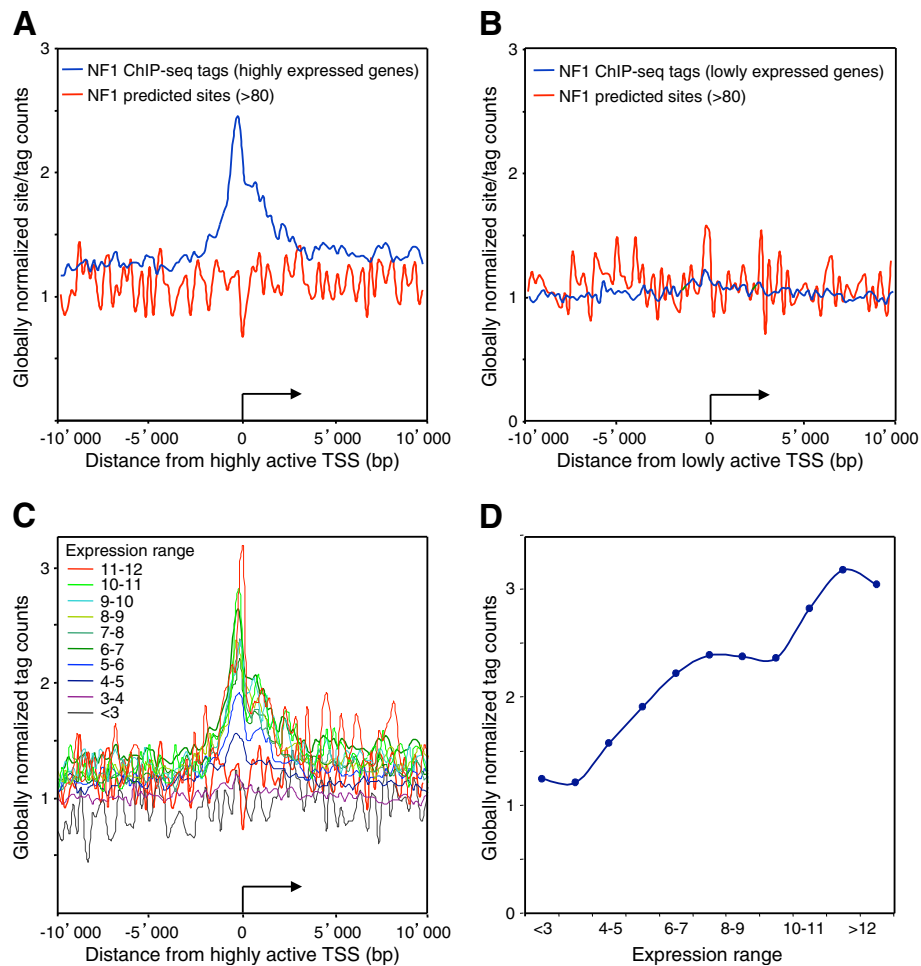 A
3
NF1 ChIP-seq tags (highly expressed genes)
NF1 predicted sites (>80)
2
1
Globally normalized site/tag counts
-10’000
-5’000
0
5’000
10’000
Distance from highly active TSS (bp)
B
3
NF1 ChIP-seq tags (lowly expressed genes)
NF1 predicted sites (>80)
2
1
0
Globally normalized site/tag counts
-10’000
-5’000
0
5’000
10’000
Distance from lowly active TSS (bp)
C
Expression range
11-12
10-11
9-10
8-9
7-8
6-7
5-6
4-5
3-4
<3
3
2
1
Globally normalized tag counts
-10’000
-5’000
0
5’000
10’000
Distance from highly active TSS (bp)
D
3
2
1
0
Globally normalized tag counts
<3
4-5
6-7
8-9
10-11
>12
Expression range